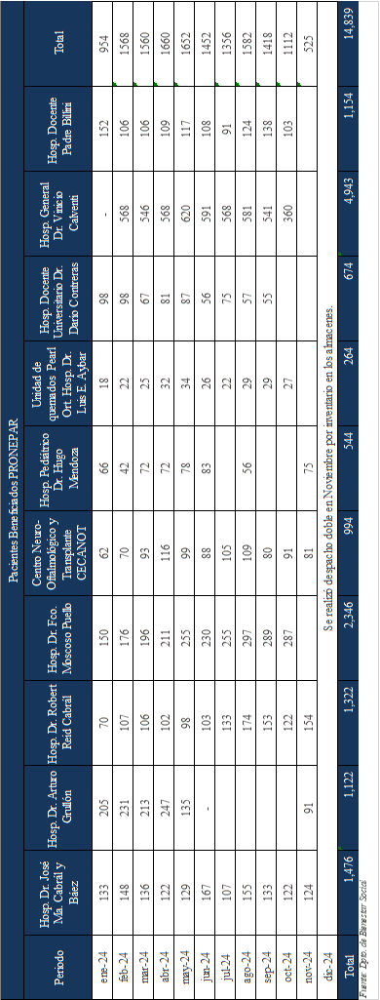 Pacientes Beneficiados PRONEPAR
Periodo Hosp. Dr. José Ma. Cabral y Báez Hosp. Dr. Arturo Grullón Hosp. Dr. Robert Reid Cabrál Hosp. Dr. Fco. Moscoso Puello Centro Neuro-Oftalmológico y Transplante CECANOT Hosp. Pediátrico Dr. Hugo Mendoza Unidad de quemados Pearl Ort. Hosp. Dr. Luis E. Aybar Hosp. Docente Universitario Dr. Dario Contreras Hosp. General Dr. Vinicio Calventi Hosp. Docente Padre Billini Total
ene-24 133 205 70 150 62 66 18 98 - 152 954
feb-24 148 231 107 176 70 42 22 98 568 106 1568
mar-24 136 213 106 196 93 72 25 67 546 106 1560
abr-24 122 247 102 211 116 72 32 81 568 109 1660
may-24 129 135 98 255 99 78 34 87 620 117 1652
jun-24 167 - 103 230 88 83 26 56 591 108 1452
jul-24 107 133 255 105 22 75 568 91 1356
ago-24 155 174 297 109 56 29 57 581 124 1582
sep-24 133 153 289 80 29 55 541 138 1418
oct-24 122 122 287 91 27 360 103 1112
nov-24 124 91 154 81 75 525
dic-24 Se realizó despacho doble en Noviembre por inventario en los almacenes.
Total 1,476 1,122 1,322 2,346 994 544 264 674 4,943 1,154 14,839
Fuente: Dpto. de Bienestar Social